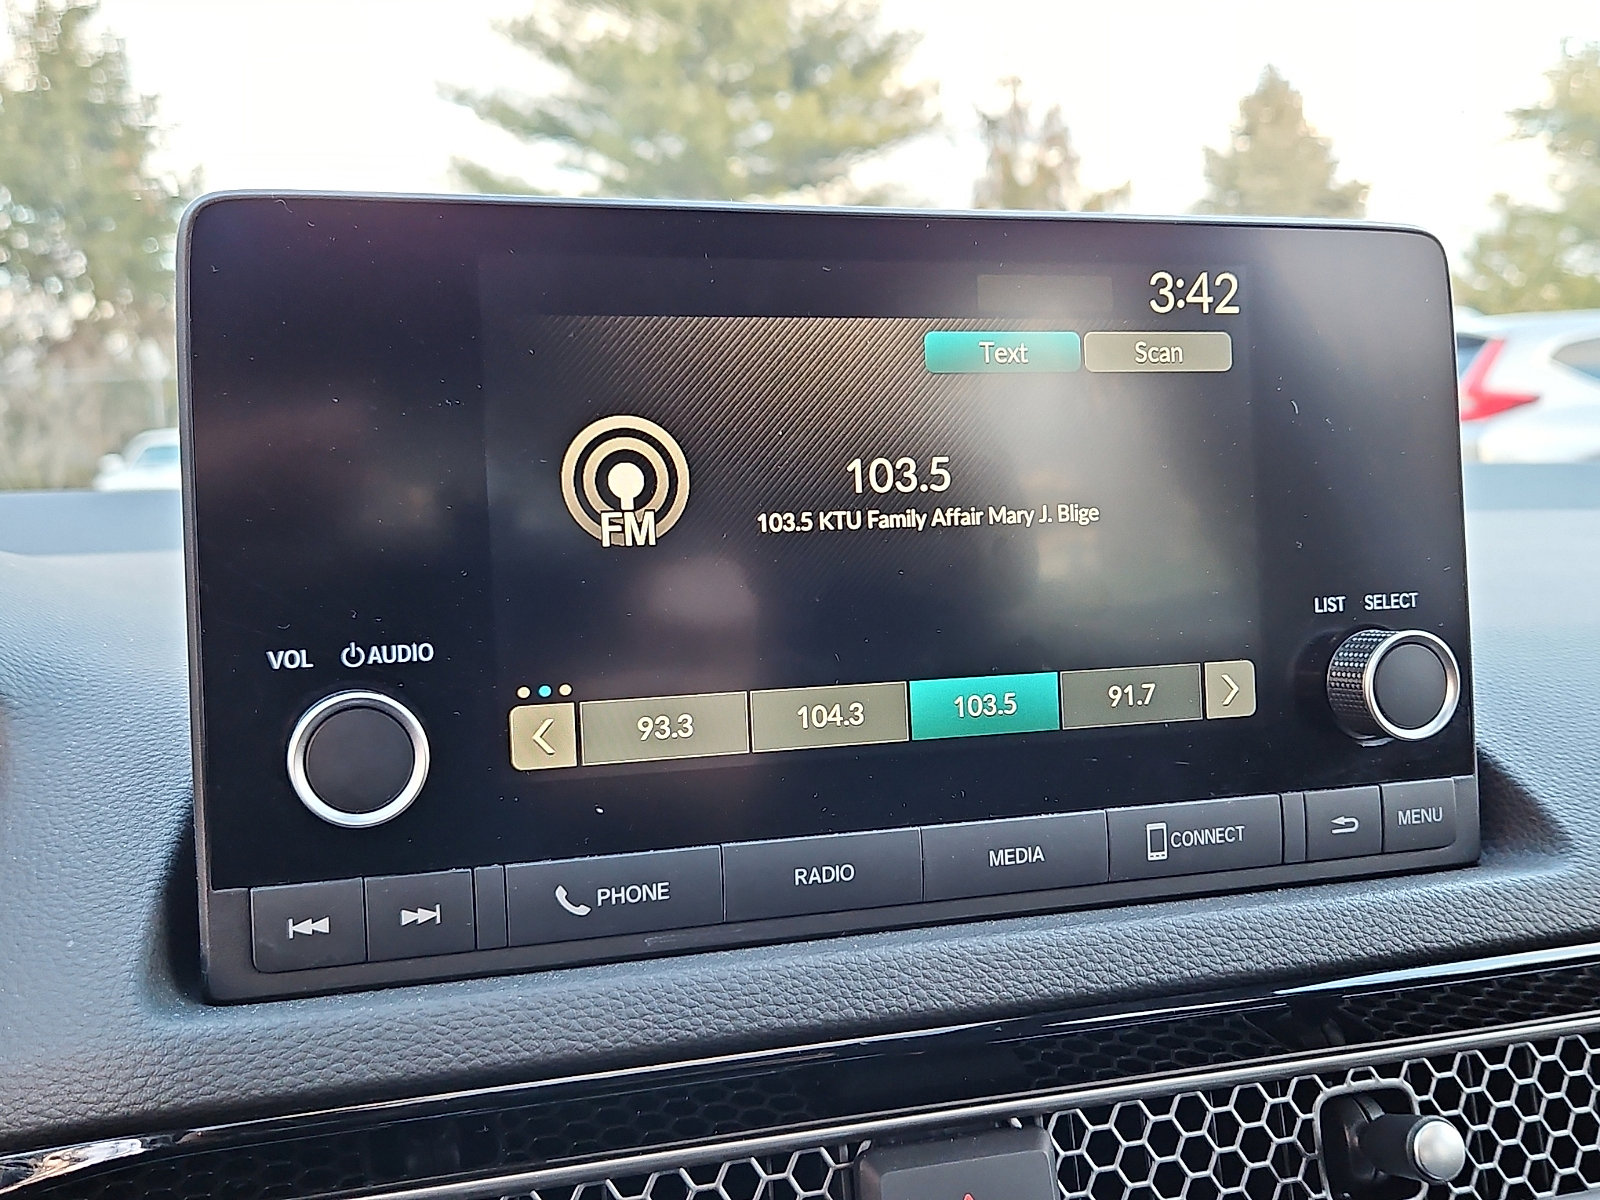 3:42
Text Scan
FM
103.5
103.5 KTU Family Affair Mary J. Blige
LIST SELECT
VOL AUDIO
93.3 104.3 103.5 91.7
PHONE RADIO MEDIA CONNECT MENU